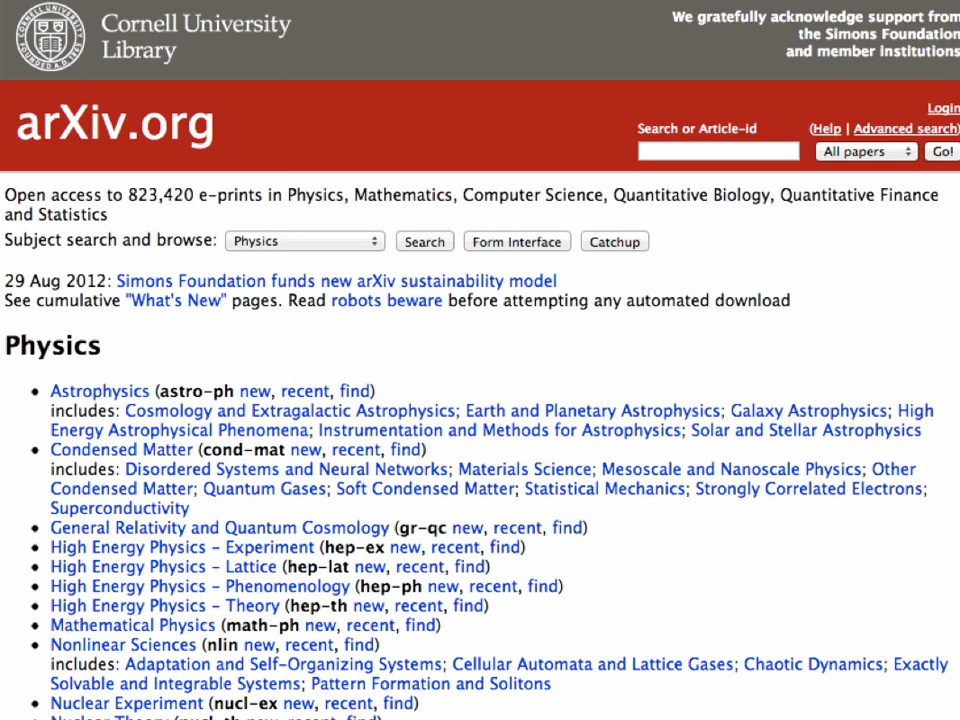 Cornell University
Library
We gratefully acknowledge support from
the Simons Foundation
and member institutions
arXiv.org
Login
Search or Article-id
(Help | Advanced search)
All papers
Go!
Open access to 823,420 e-prints in Physics, Mathematics, Computer Science, Quantitative Biology, Quantitative Finance
and Statistics
Subject search and browse: Physics Search Form Interface Catchup
29 Aug 2012: Simons Foundation funds new arXiv sustainability model
See cumulative "What's New" pages. Read robots beware before attempting any automated download
Physics
• Astrophysics (astro-ph new, recent, find)
includes: Cosmology and Extragalactic Astrophysics; Earth and Planetary Astrophysics; Galaxy Astrophysics; High
Energy Astrophysical Phenomena; Instrumentation and Methods for Astrophysics; Solar and Stellar Astrophysics
• Condensed Matter (cond-mat new, recent, find)
includes: Disordered Systems and Neural Networks; Materials Science; Mesoscale and Nanoscale Physics; Other
Condensed Matter; Quantum Gases; Soft Condensed Matter; Statistical Mechanics; Strongly Correlated Electrons;
Superconductivity
• General Relativity and Quantum Cosmology (gr-qc new, recent, find)
• High Energy Physics - Experiment (hep-ex new, recent, find)
• High Energy Physics - Lattice (hep-lat new, recent, find)
• High Energy Physics - Phenomenology (hep-ph new, recent, find)
• High Energy Physics - Theory (hep-th new, recent, find)
• Mathematical Physics (math-ph new, recent, find)
• Nonlinear Sciences (nlin new, recent, find)
includes: Adaptation and Self-Organizing Systems; Cellular Automata and Lattice Gases; Chaotic Dynamics; Exactly
Solvable and Integrable Systems; Pattern Formation and Solitons
• Nuclear Experiment (nucl-ex new, recent, find)